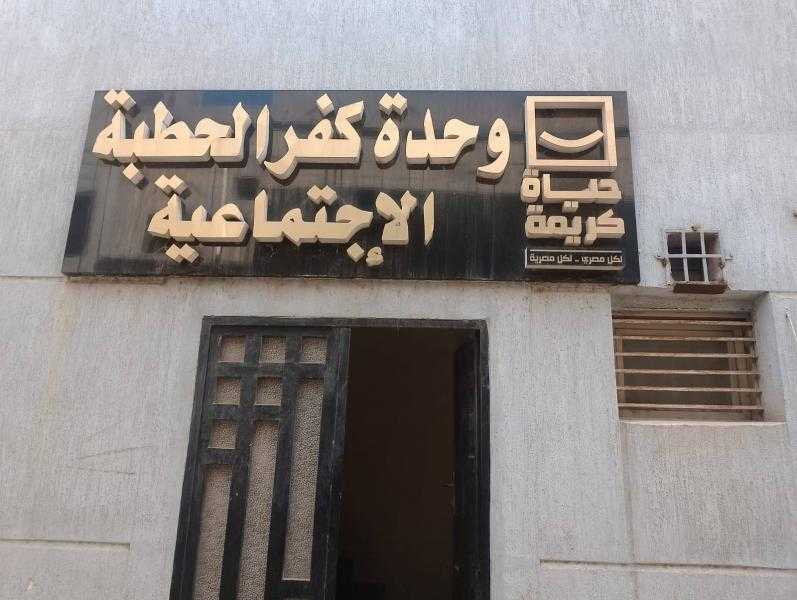 وحدة كفر الحطبة
الإجتماعية
حياة
كريمة
لكل مصري - لكل مصرية